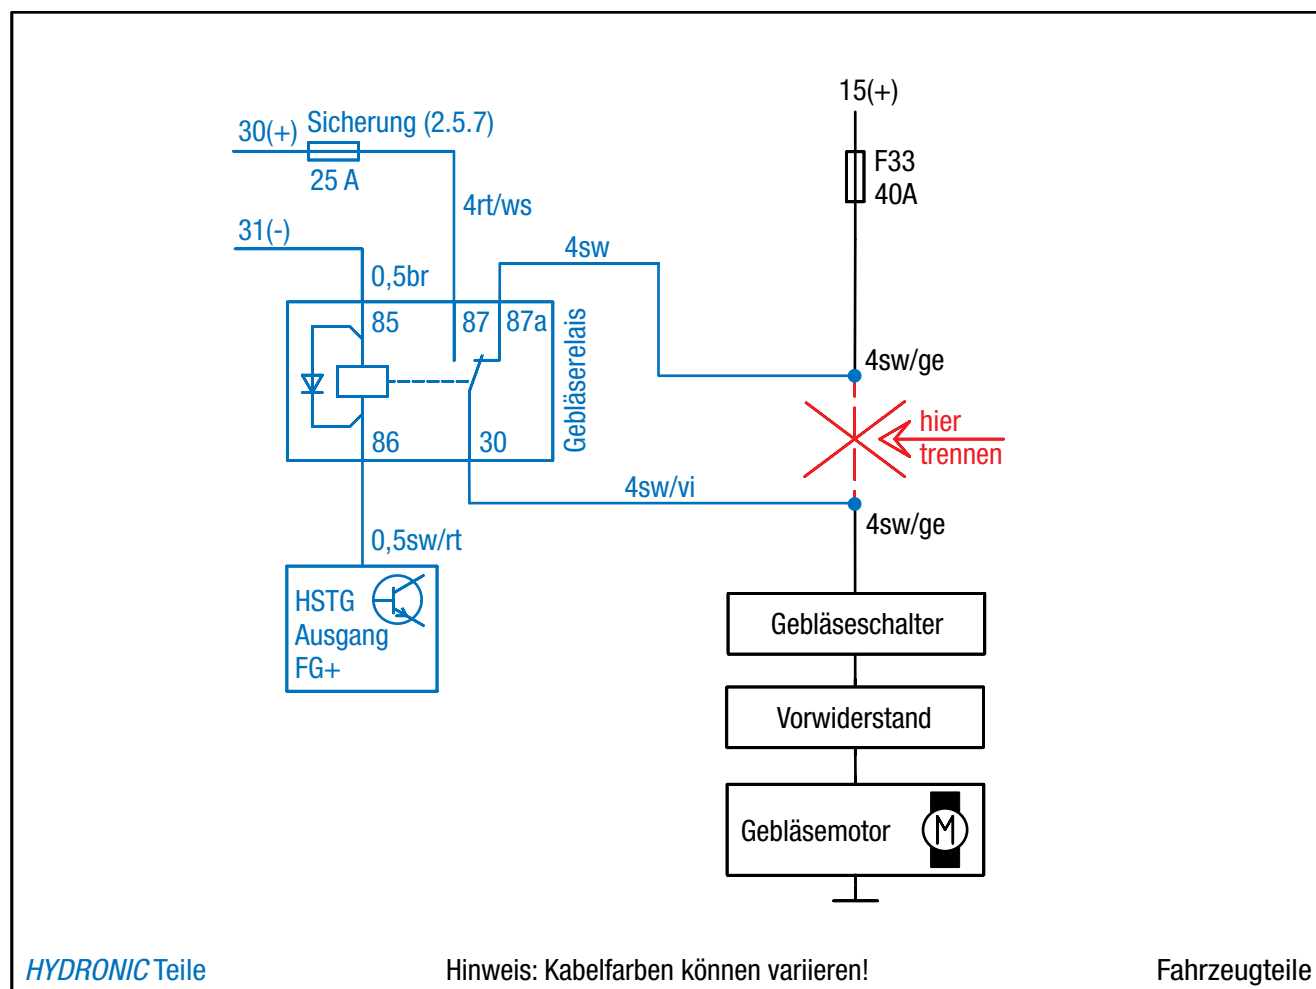 15(+)
30(+)
Sicherung (2.5.7)
25 A
F33
40A
4rt/ws
31(-)
4sw
0,5br
85
87
87a
Gebläserelais
4sw/ge
hier
trennen
86
30
4sw/vi
4sw/ge
0,5sw/rt
HSTG
Ausgang
FG+
Gebläseschalter
Vorwiderstand
Gebläsemotor
M
HYDRONIC Teile
Hinweis: Kabelfarben können variieren!
Fahrzeugteile